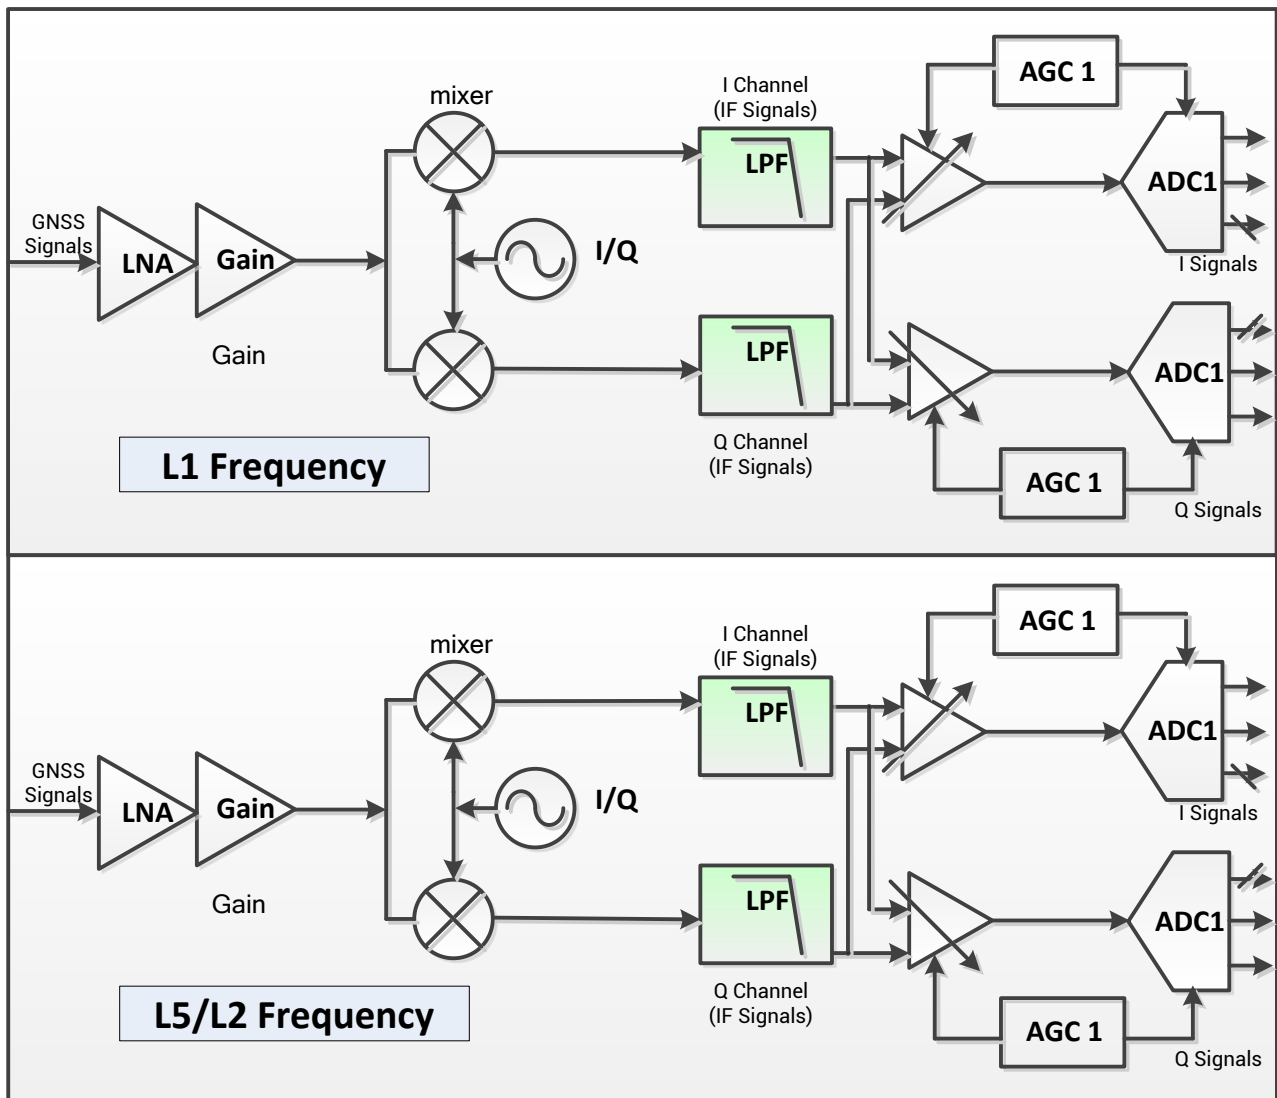 AGC 1
I Channel
(IF Signals)
mixer
LPF
ADC1
GNSS
Signals
LNA
Gain
I/Q
I Signals
Gain
LPF
ADC1
Q Channel
(IF Signals)
L1 Frequency
AGC 1
Q Signals
AGC 1
I Channel
(IF Signals)
mixer
LPF
ADC1
GNSS
Signals
LNA
Gain
I/Q
I Signals
Gain
LPF
ADC1
Q Channel
(IF Signals)
L5/L2 Frequency
AGC 1
Q Signals